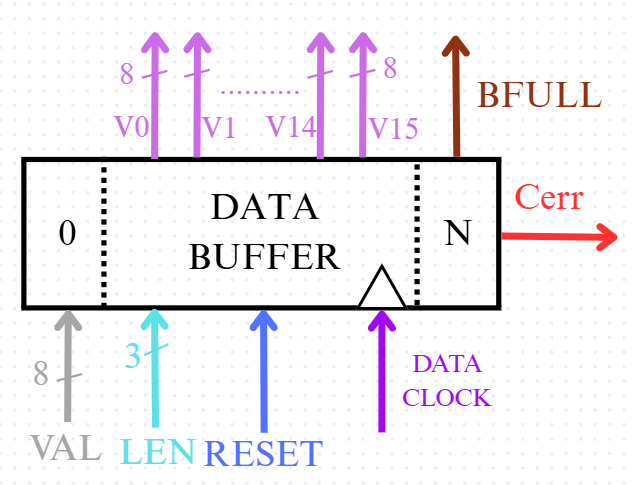 8
8
..........
BFULL
V0
V1
V14
V15
Cerr
0
DATA
BUFFER
N
3
8
DATA
CLOCK
VAL
LEN
RESET